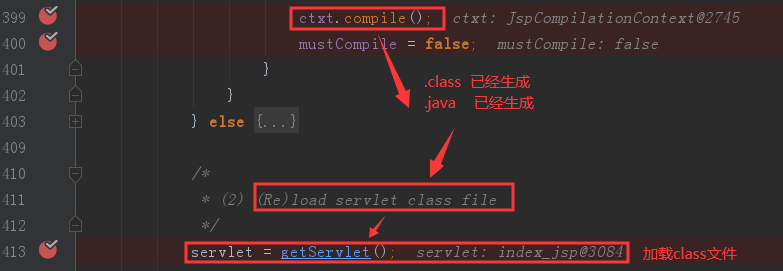 399 ctxt.compile(); ctxt: JspCompilationContext@2745
400 mustCompile = false; mustCompile: false
401 }
.class 已经生成
402 }
.java 已经生成
403 } else {...}
410 /*
411 * (2) (Re)load servlet class file
412 */
413 servlet = getServlet(); servlet: index_jsp@3084 加载class文件